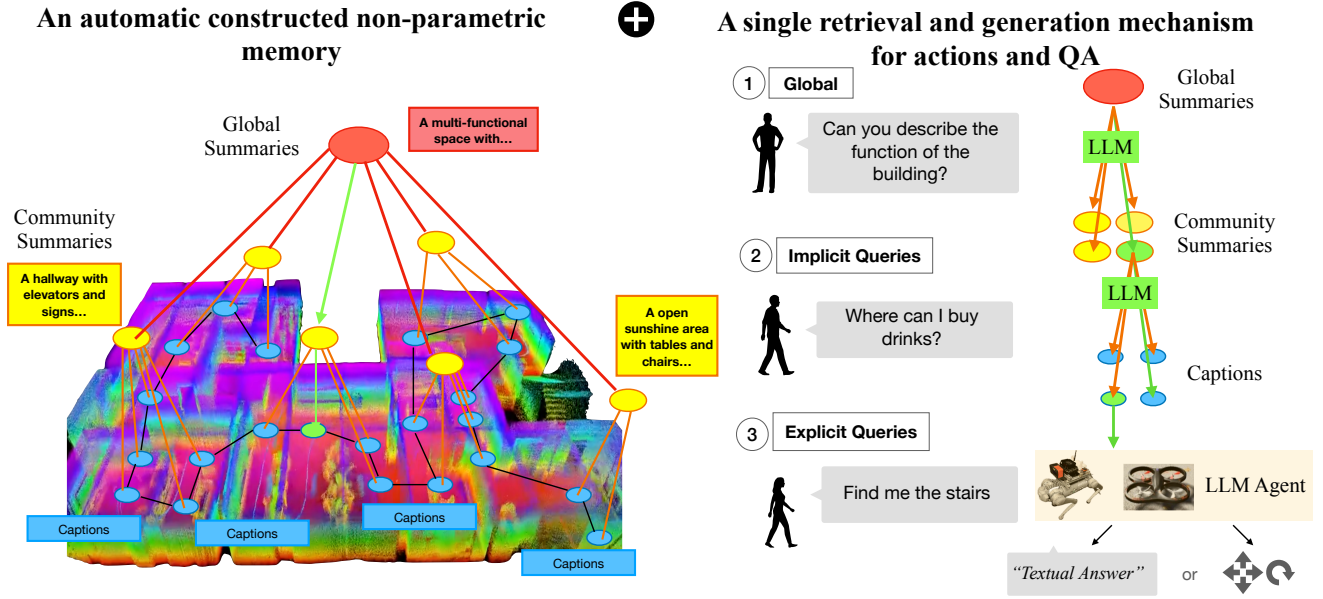 An automatic constructed non-parametric
memory
Global
Summaries
A multi-functional
space with...
Community
Summaries
A hallway with
elevators and
signs...
A open
sunshine area
with tables and
chairs...
Captions
Captions
Captions
Captions
A single retrieval and generation mechanism
for actions and QA
1
Global
Can you describe the
function of the
building?
2
Implicit Queries
Where can I buy
drinks?
3
Explicit Queries
Find me the stairs
Global
Summaries
LLM
Community
Summaries
LLM
Captions
LLM Agent
“Textual Answer”
or